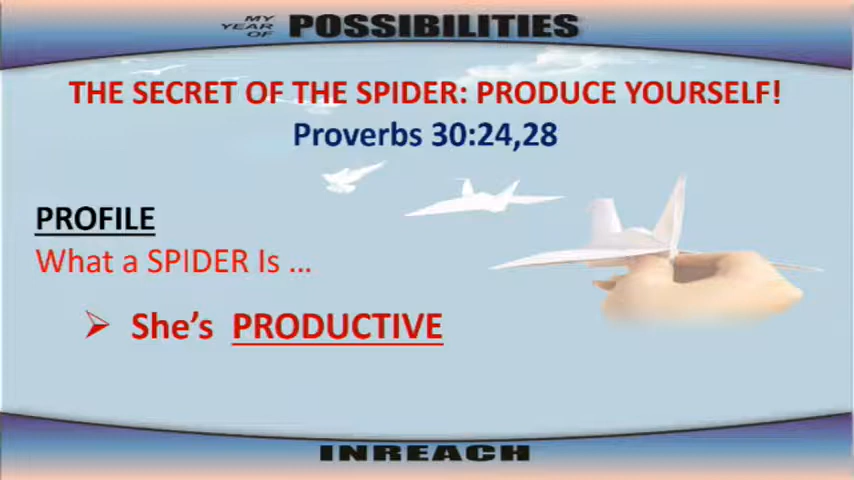 MY YEAR OF POSSIBILITIES
THE SECRET OF THE SPIDER: PRODUCE YOURSELF!
Proverbs 30:24,28
PROFILE
What a SPIDER Is ...
➢ She’s PRODUCTIVE
INREACH